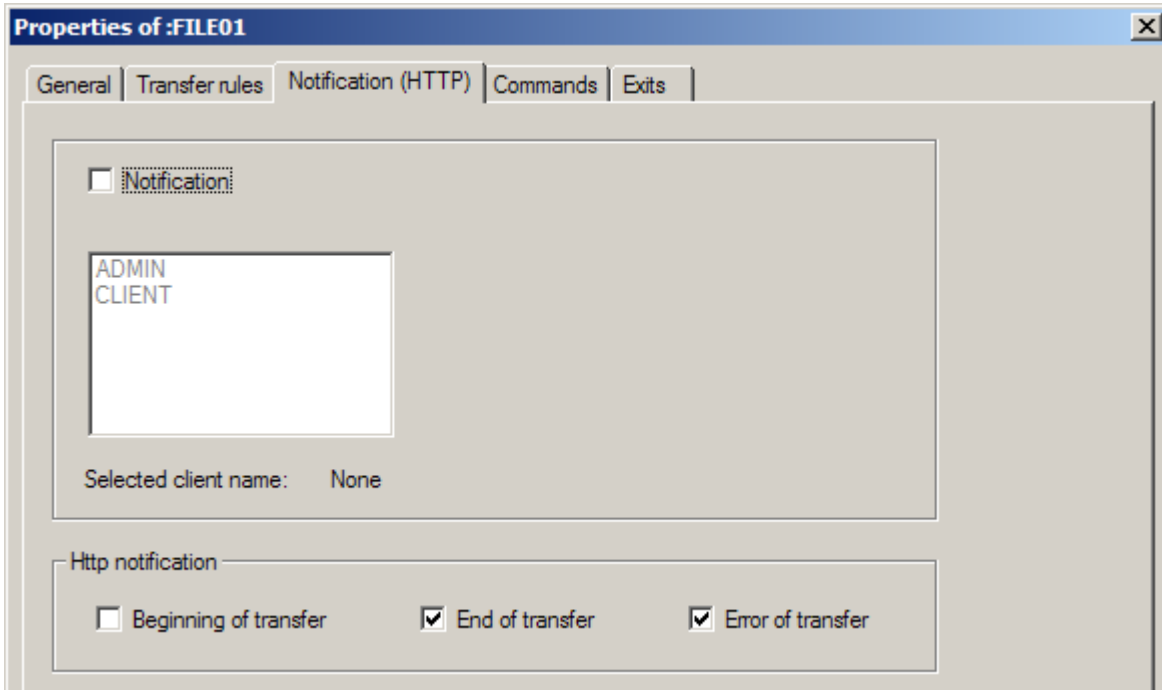 Properties of :FILE01
General Transfer rules Notification (HTTP) Commands Exits
Notification
ADMIN
CLIENT
Selected client name: None
Http notification
Beginning of transfer End of transfer Error of transfer